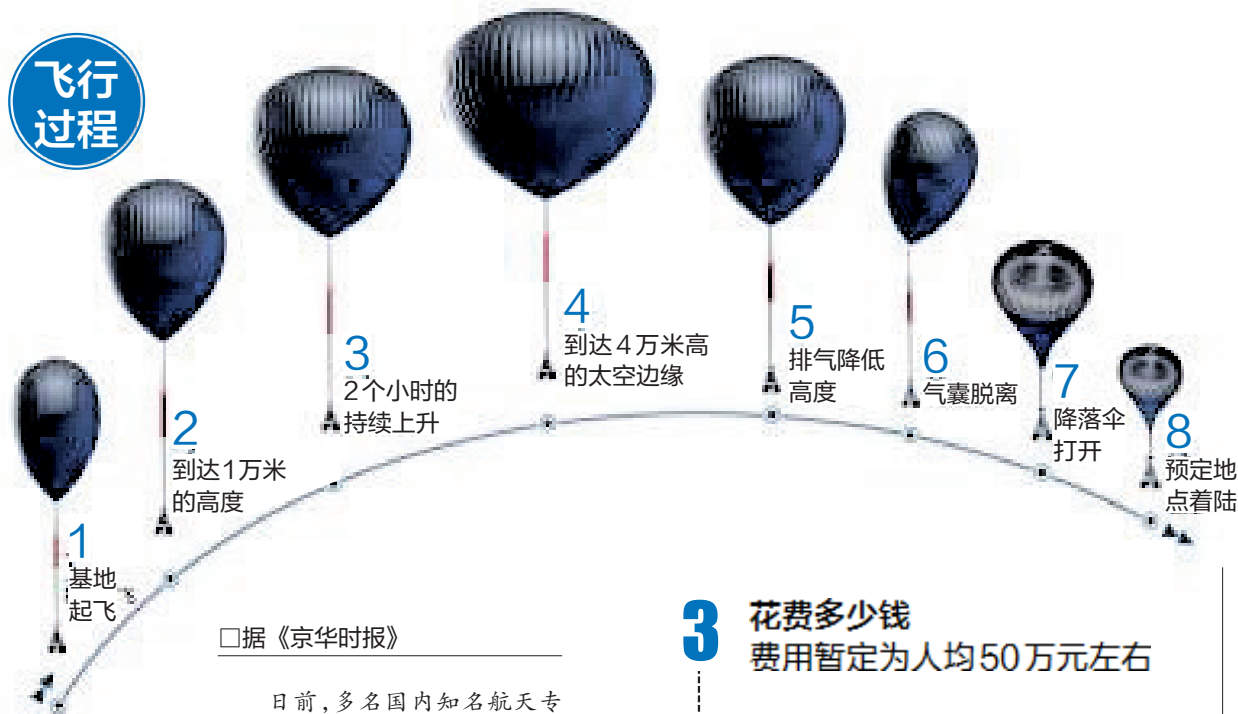 飞行
过程
1
基地
起飞
2
到达1万米
的高度
3
2个小时的
持续上升
4
到达4万米高
的太空边缘
5
排气降低
高度
6
气囊脱离
7
降落伞
打开
8
预定地
点着陆
□据《京华时报》
日前,多名国内知名航天专
3
花费多少钱
费用暂定为人均50万元左右